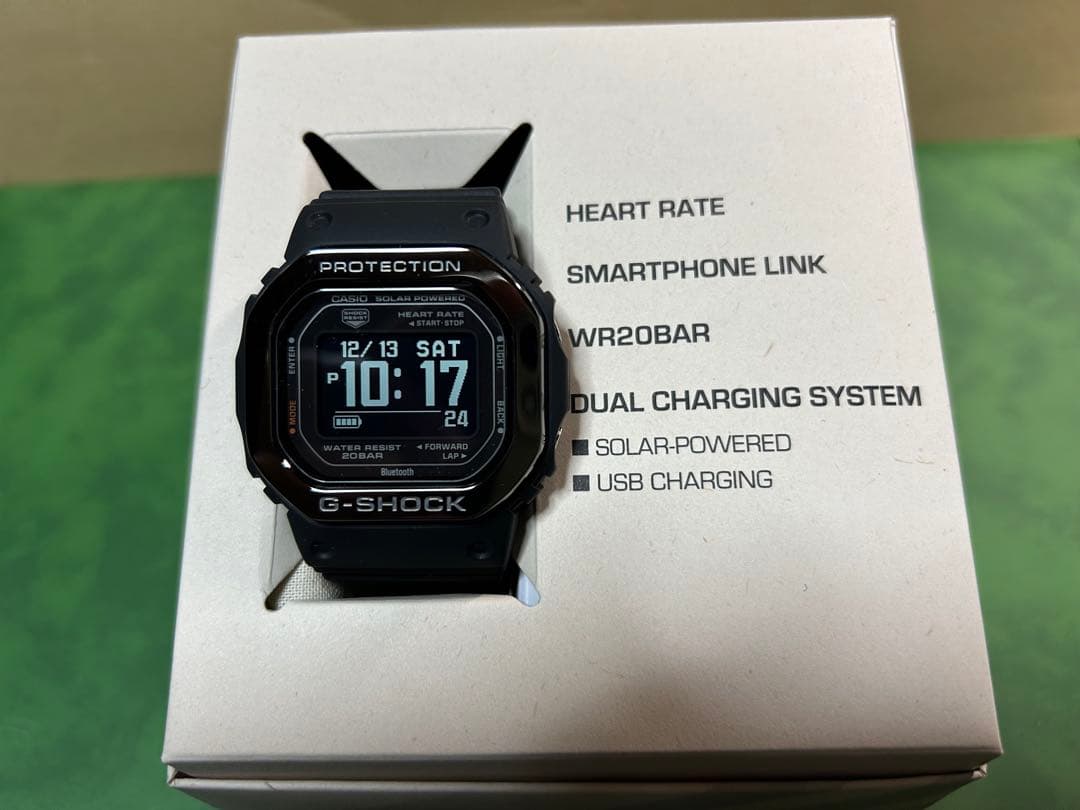 PROTECTION
CASIO SOLAR POWERED
SHOCK RESIST
HEART RATE
◄ START·STOP
ENTER
MODE
LIGHT
BACK
12/13 SAT
P 10:17
24
WATER RESIST
20BAR
◄ FORWARD
LAP ►
Bluetooth
G-SHOCK
HEART RATE
SMARTPHONE LINK
WR20BAR
DUAL CHARGING SYSTEM
■ SOLAR-POWERED
■ USB CHARGING